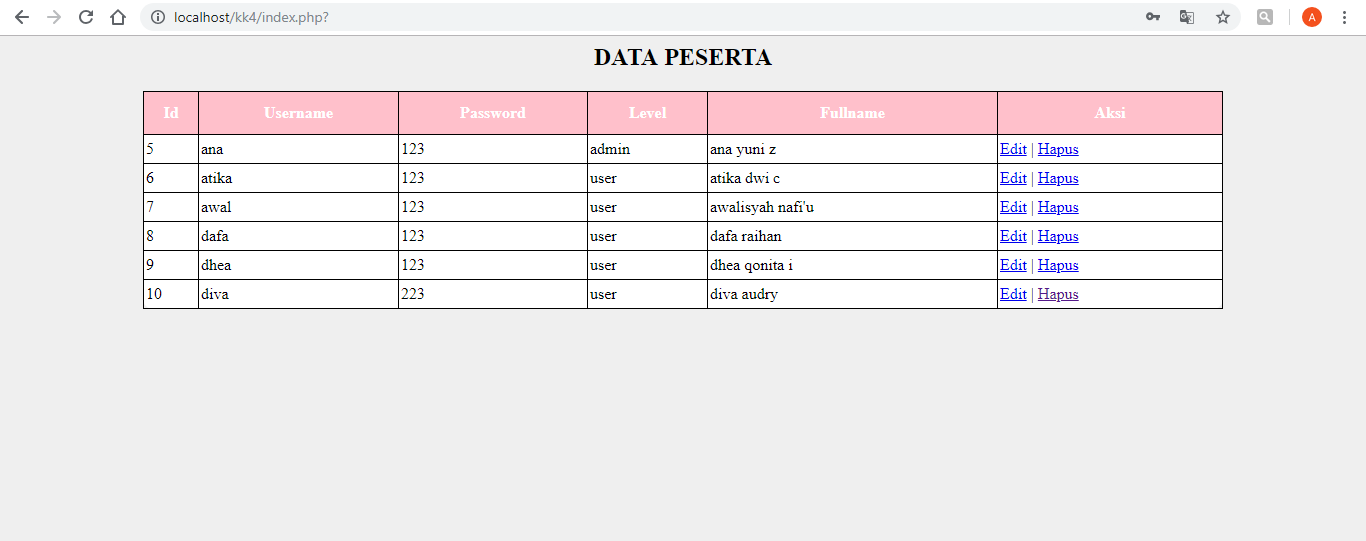 localhost/kk4/index.php?
A
DATA PESERTA
Id Username Password Level Fullname Aksi
5 ana 123 admin ana yuni z Edit | Hapus
6 atika 123 user atika dwi c Edit | Hapus
7 awal 123 user awalisyah nafi'u Edit | Hapus
8 dafa 123 user dafa raihan Edit | Hapus
9 dhea 123 user dhea qonita i Edit | Hapus
10 diva 223 user diva audry Edit | Hapus